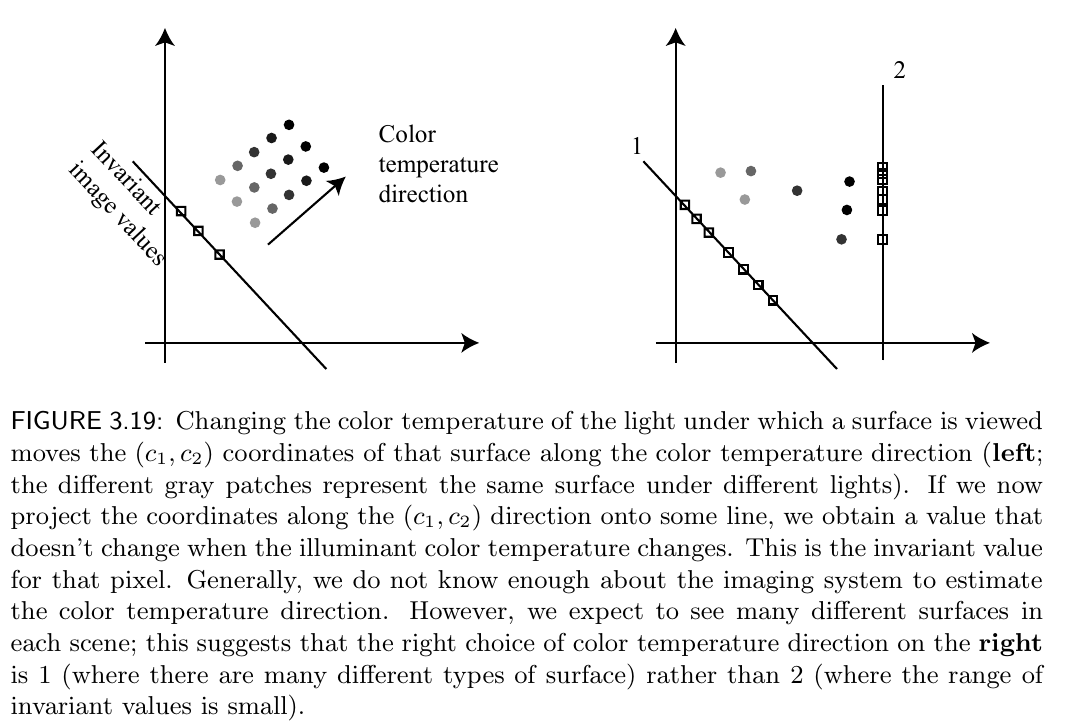 Invariant
image values
Color
temperature
direction
1
2
FIGURE 3.19: Changing the color temperature of the light under which a surface is viewed
moves the (c₁, c₂) coordinates of that surface along the color temperature direction (left;
the different gray patches represent the same surface under different lights). If we now
project the coordinates along the (c₁, c₂) direction onto some line, we obtain a value that
doesn't change when the illuminant color temperature changes. This is the invariant value
for that pixel. Generally, we do not know enough about the imaging system to estimate
the color temperature direction. However, we expect to see many different surfaces in
each scene; this suggests that the right choice of color temperature direction on the right
is 1 (where there are many different types of surface) rather than 2 (where the range of
invariant values is small).